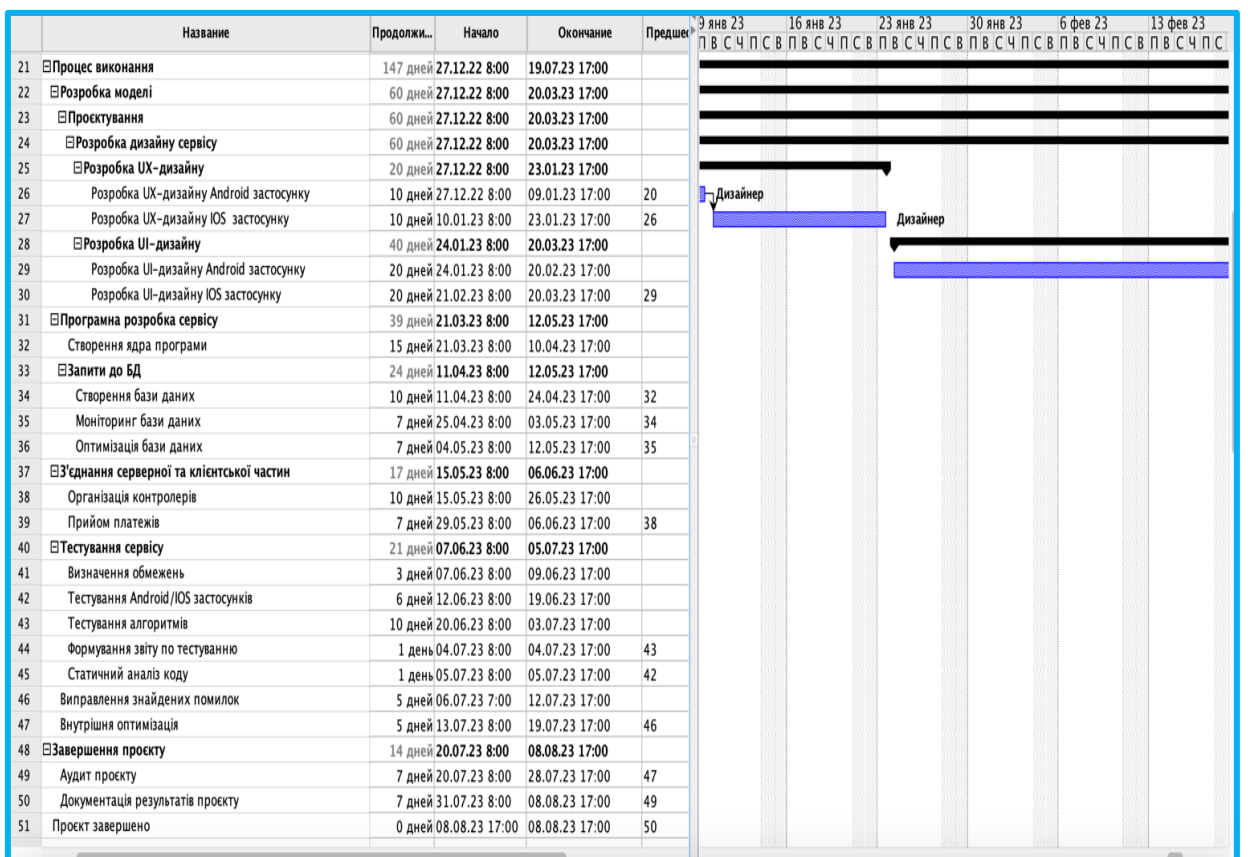 Название Продолжи... Начало Окончание Предшес 9 янв 23 16 янв 23 23 янв 23 30 янв 23 6 фев 23 13 фев 23
П В С Ч П С В П В С Ч П С В П В С Ч П С В П В С Ч П С В П В С Ч П С В П В С Ч П С
21 Процес виконання 147 дней 27.12.22 8:00 19.07.23 17:00
22 Розробка моделі 60 дней 27.12.22 8:00 20.03.23 17:00
23 Проєктування 60 дней 27.12.22 8:00 20.03.23 17:00
24 Розробка дизайну сервісу 60 дней 27.12.22 8:00 20.03.23 17:00
25 Розробка UX-дизайну 20 дней 27.12.22 8:00 23.01.23 17:00
26 Розробка UX-дизайну Android застосунку 10 дней 27.12.22 8:00 09.01.23 17:00 20 Дизайнер
27 Розробка UX-дизайну IOS застосунку 10 дней 10.01.23 8:00 23.01.23 17:00 26 Дизайнер
28 Розробка UI-дизайну 40 дней 24.01.23 8:00 20.03.23 17:00
29 Розробка UI-дизайну Android застосунку 20 дней 24.01.23 8:00 20.02.23 17:00
30 Розробка UI-дизайну IOS застосунку 20 дней 21.02.23 8:00 20.03.23 17:00 29
31 Програмна розробка сервісу 39 дней 21.03.23 8:00 12.05.23 17:00
32 Створення ядра програми 15 дней 21.03.23 8:00 10.04.23 17:00
33 Запити до БД 24 дней 11.04.23 8:00 12.05.23 17:00
34 Створення бази даних 10 дней 11.04.23 8:00 24.04.23 17:00 32
35 Моніторинг бази даних 7 дней 25.04.23 8:00 03.05.23 17:00 34
36 Оптимізація бази даних 7 дней 04.05.23 8:00 12.05.23 17:00 35
37 З'єднання серверної та клієнтської частин 17 дней 15.05.23 8:00 06.06.23 17:00
38 Організація контролерів 10 дней 15.05.23 8:00 26.05.23 17:00
39 Прийом платежів 7 дней 29.05.23 8:00 06.06.23 17:00 38
40 Тестування сервісу 21 дней 07.06.23 8:00 05.07.23 17:00
41 Визначення обмежень 3 дней 07.06.23 8:00 09.06.23 17:00
42 Тестування Android/IOS застосунків 6 дней 12.06.23 8:00 19.06.23 17:00
43 Тестування алгоритмів 10 дней 20.06.23 8:00 03.07.23 17:00
44 Формування звіту по тестуванню 1 день 04.07.23 8:00 04.07.23 17:00 43
45 Статичний аналіз коду 1 день 05.07.23 8:00 05.07.23 17:00 42
46 Виправлення знайдених помилок 5 дней 06.07.23 7:00 12.07.23 17:00
47 Внутрішня оптимізація 5 дней 13.07.23 8:00 19.07.23 17:00 46
48 Завершення проєкту 14 дней 20.07.23 8:00 08.08.23 17:00
49 Аудит проєкту 7 дней 20.07.23 8:00 28.07.23 17:00 47
50 Документація результатів проєкту 7 дней 31.07.23 8:00 08.08.23 17:00 49
51 Проєкт завершено 0 дней 08.08.23 17:00 08.08.23 17:00 50